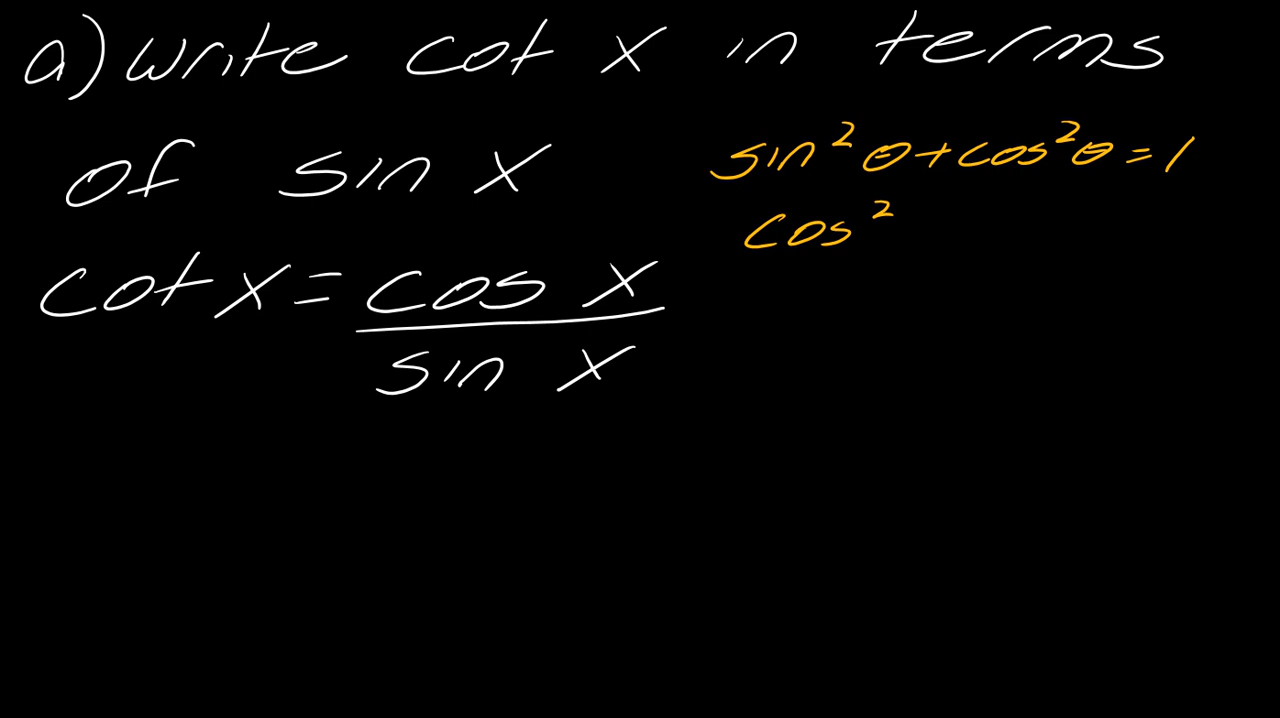 a) write cot x in terms
of sin x
sin²θ+cos²θ=1
cos²
cot x = cos x
sin x